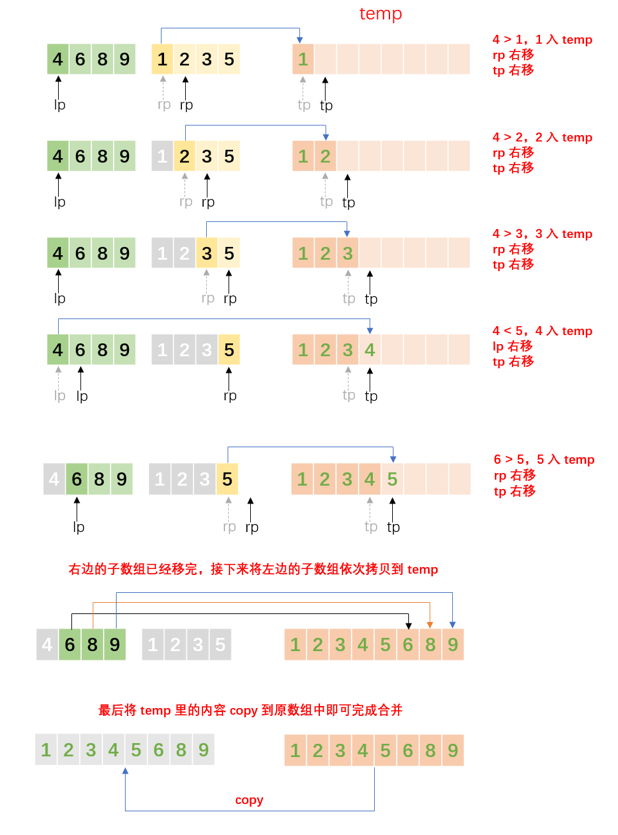 temp
4 6 8 9 1 2 3 5 1 4 > 1，1 入 temp
rp 右移
tp 右移
lp rp rp tp tp
4 6 8 9 1 2 3 5 1 2 4 > 2，2 入 temp
rp 右移
tp 右移
lp rp rp tp tp
4 6 8 9 1 2 3 5 1 2 3 4 > 3，3 入 temp
rp 右移
tp 右移
lp rp rp tp tp
4 6 8 9 1 2 3 5 1 2 3 4 4 < 5，4 入 temp
lp 右移
tp 右移
lp lp rp tp tp
4 6 8 9 1 2 3 5 1 2 3 4 5 6 > 5，5 入 temp
rp 右移
tp 右移
lp rp rp tp tp
右边的子数组已经移完，接下来将左边的子数组依次拷贝到 temp
4 6 8 9 1 2 3 5 1 2 3 4 5 6 8 9
最后将 temp 里的内容 copy 到原数组中即可完成合并
1 2 3 4 5 6 8 9 1 2 3 4 5 6 8 9
copy